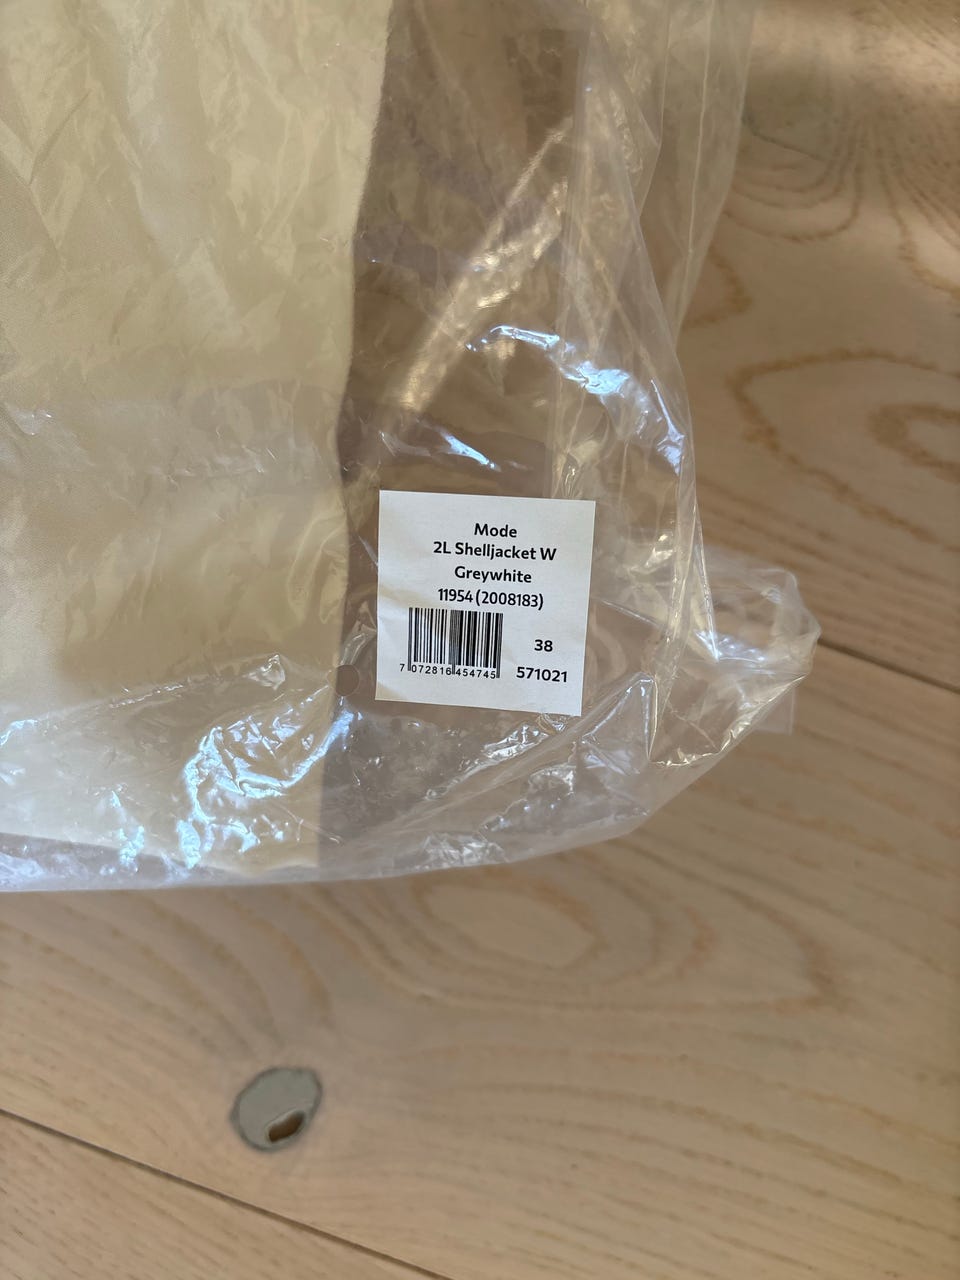 Mode
2L Shelljacket W
Greywhite
11954 (2008183)
38
7 072816 454745
571021